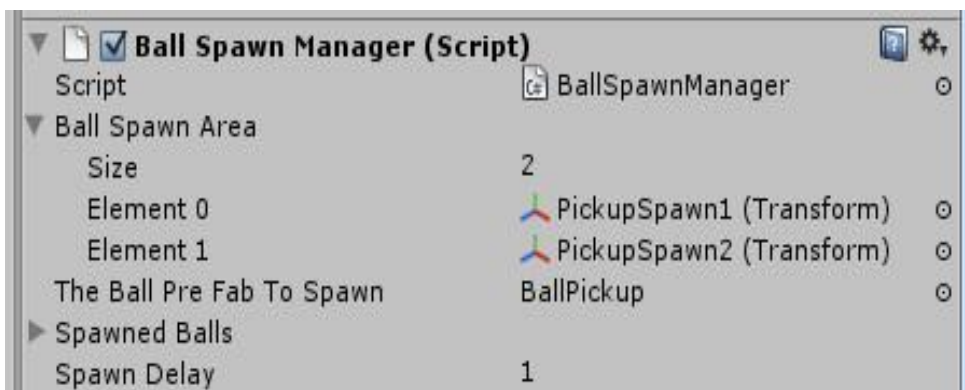 Ball Spawn Manager (Script)
Script C# BallSpawnManager
Ball Spawn Area
Size 2
Element 0 PickupSpawn1 (Transform)
Element 1 PickupSpawn2 (Transform)
The Ball Pre Fab To Spawn BallPickup
Spawned Balls
Spawn Delay 1